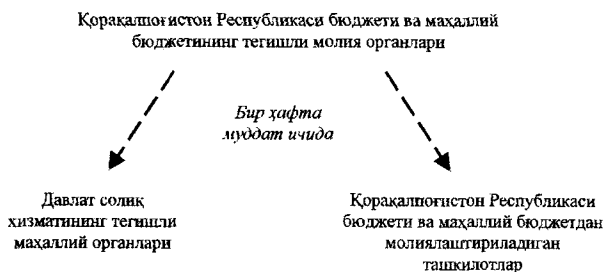 Қорақалпоғистон Республикаси бюджети ва маҳаллий
бюджетининг тегишли молия органлари
Бир ҳафта
муддат ичида
Давлат солиқ
хизматининг тегишли
маҳаллий органлари
Қорақалпоғистон Республикаси
бюджети ва маҳаллий бюджетдан
молиялаштириладиган
ташкилотлар